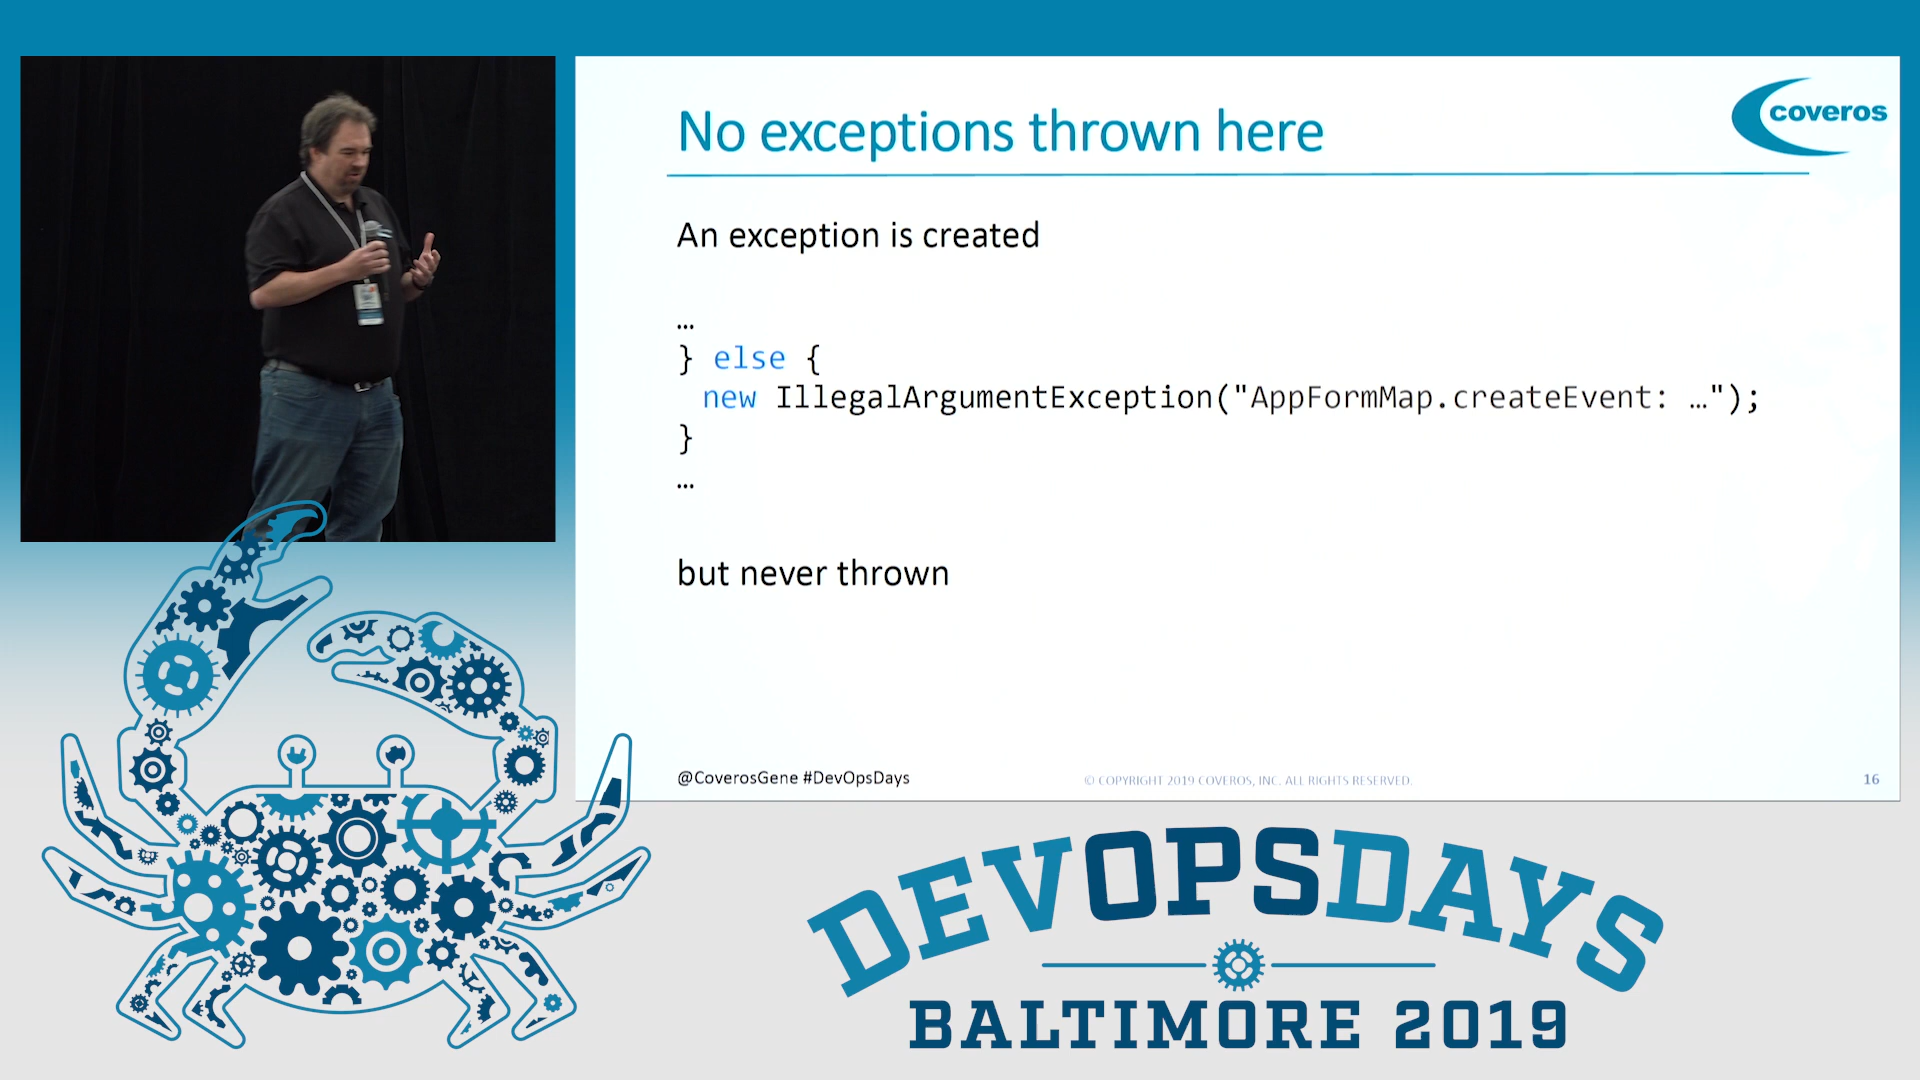 No exceptions thrown here
coveros
An exception is created
…
} else {
new IllegalArgumentException("AppFormMap.createEvent: …");
}
…
but never thrown
@CoverosGene #DevOpsDays
© COPYRIGHT 2019 COVEROS, INC. ALL RIGHTS RESERVED.
16
DEVOPSDAYS
BALTIMORE 2019